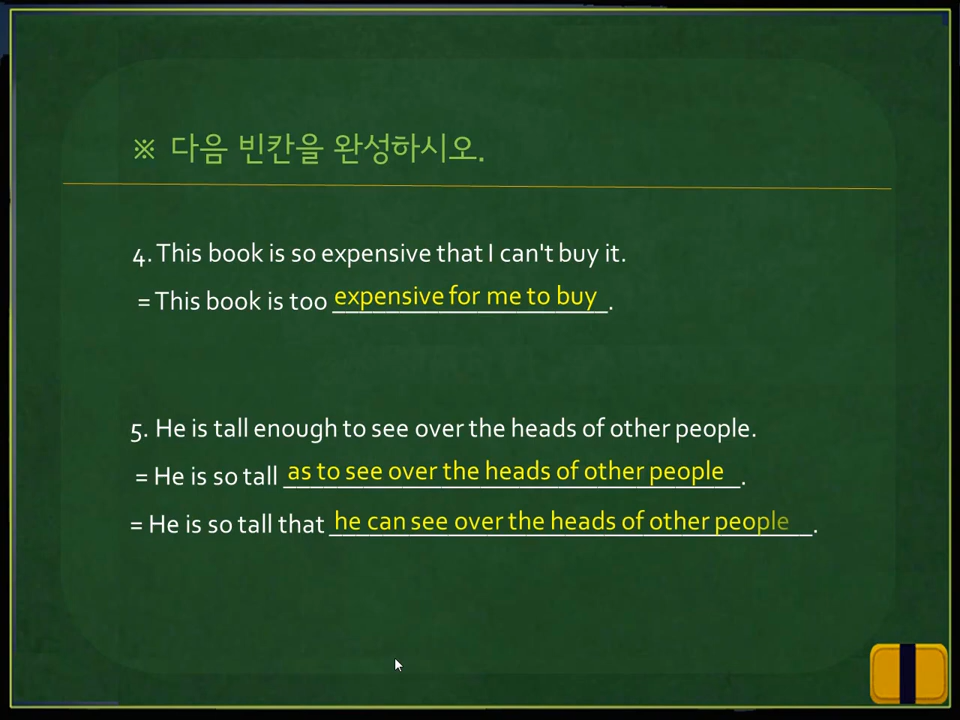 ※ 다음 빈칸을 완성하시오.
4. This book is so expensive that I can't buy it.
= This book is too expensive for me to buy.
5. He is tall enough to see over the heads of other people.
= He is so tall as to see over the heads of other people.
= He is so tall that he can see over the heads of other people.